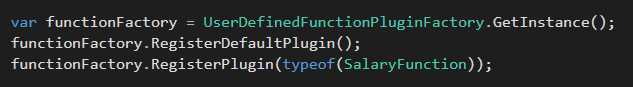 var functionFactory = UserDefinedFunctionPluginFactory.GetInstance();
functionFactory.RegisterDefaultPlugin();
functionFactory.RegisterPlugin(typeof(SalaryFunction));